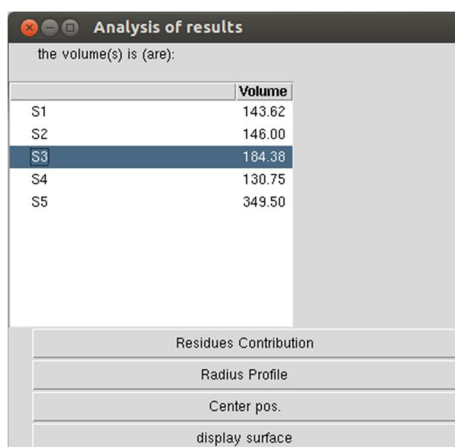 Analysis of results
the volume(s) is (are):
Volume
S1 143.62
S2 146.00
S3 184.38
S4 130.75
S5 349.50
Residues Contribution
Radius Profile
Center pos.
display surface